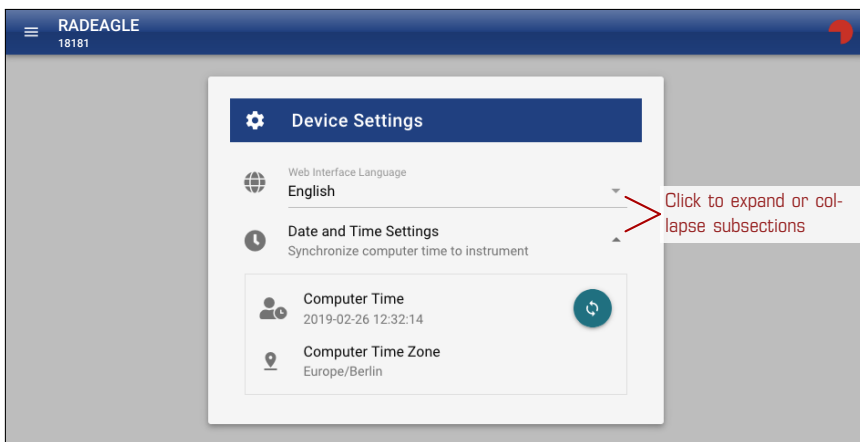 RADEAGLE
18181
Device Settings
Web Interface Language
English
Click to expand or col-
lapse subsections
Date and Time Settings
Synchronize computer time to instrument
Computer Time
2019-02-26 12:32:14
Computer Time Zone
Europe/Berlin